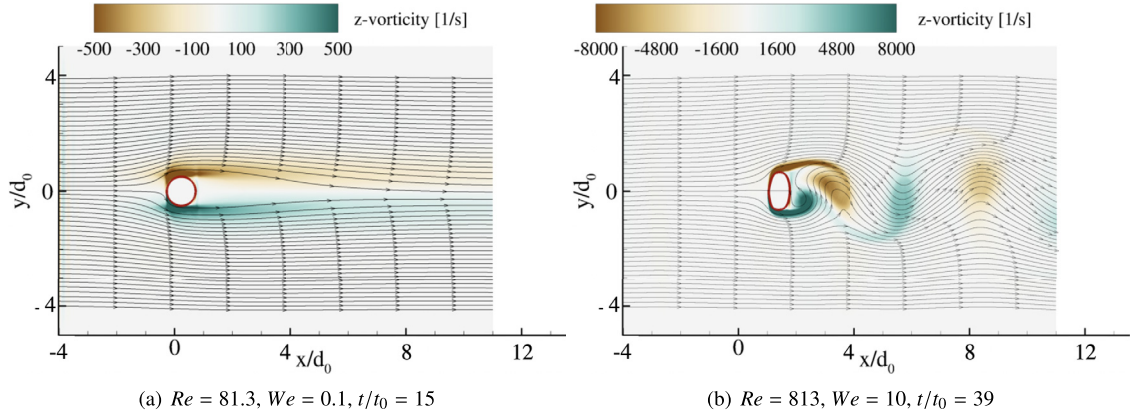 z-vorticity [1/s]
-500 -300 -100 100 300 500
4
0
-4
y/d0
-4 0 4 8 12
x/d0
(a) Re = 81.3, We = 0.1, t/t0 = 15
z-vorticity [1/s]
-8000 -4800 -1600 1600 4800 8000
4
0
-4
y/d0
-4 0 4 8 12
x/d0
(b) Re = 813, We = 10, t/t0 = 39